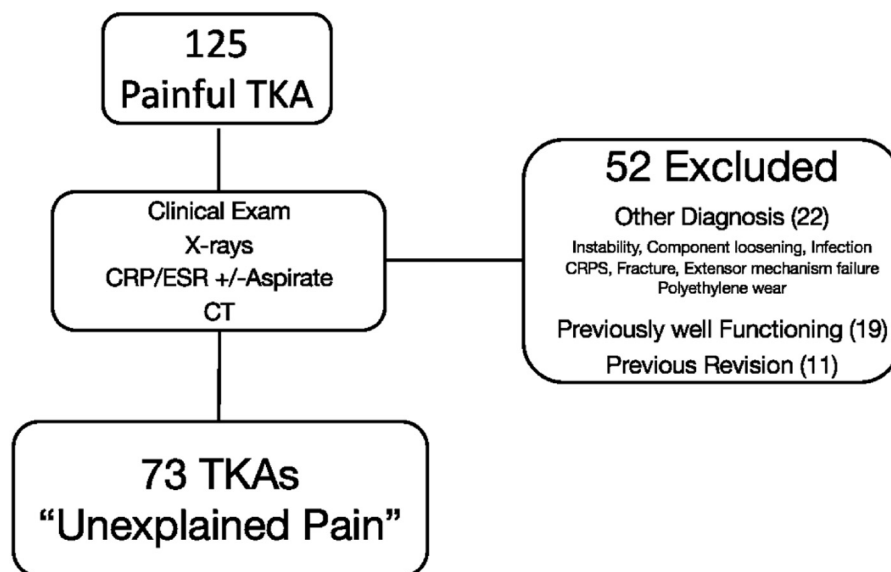 125
Painful TKA
Clinical Exam
X-rays
CRP/ESR +/-Aspirate
CT
52 Excluded
Other Diagnosis (22)
Instability, Component loosening, Infection
CRPS, Fracture, Extensor mechanism failure
Polyethylene wear
Previously well Functioning (19)
Previous Revision (11)
73 TKAs
“Unexplained Pain”